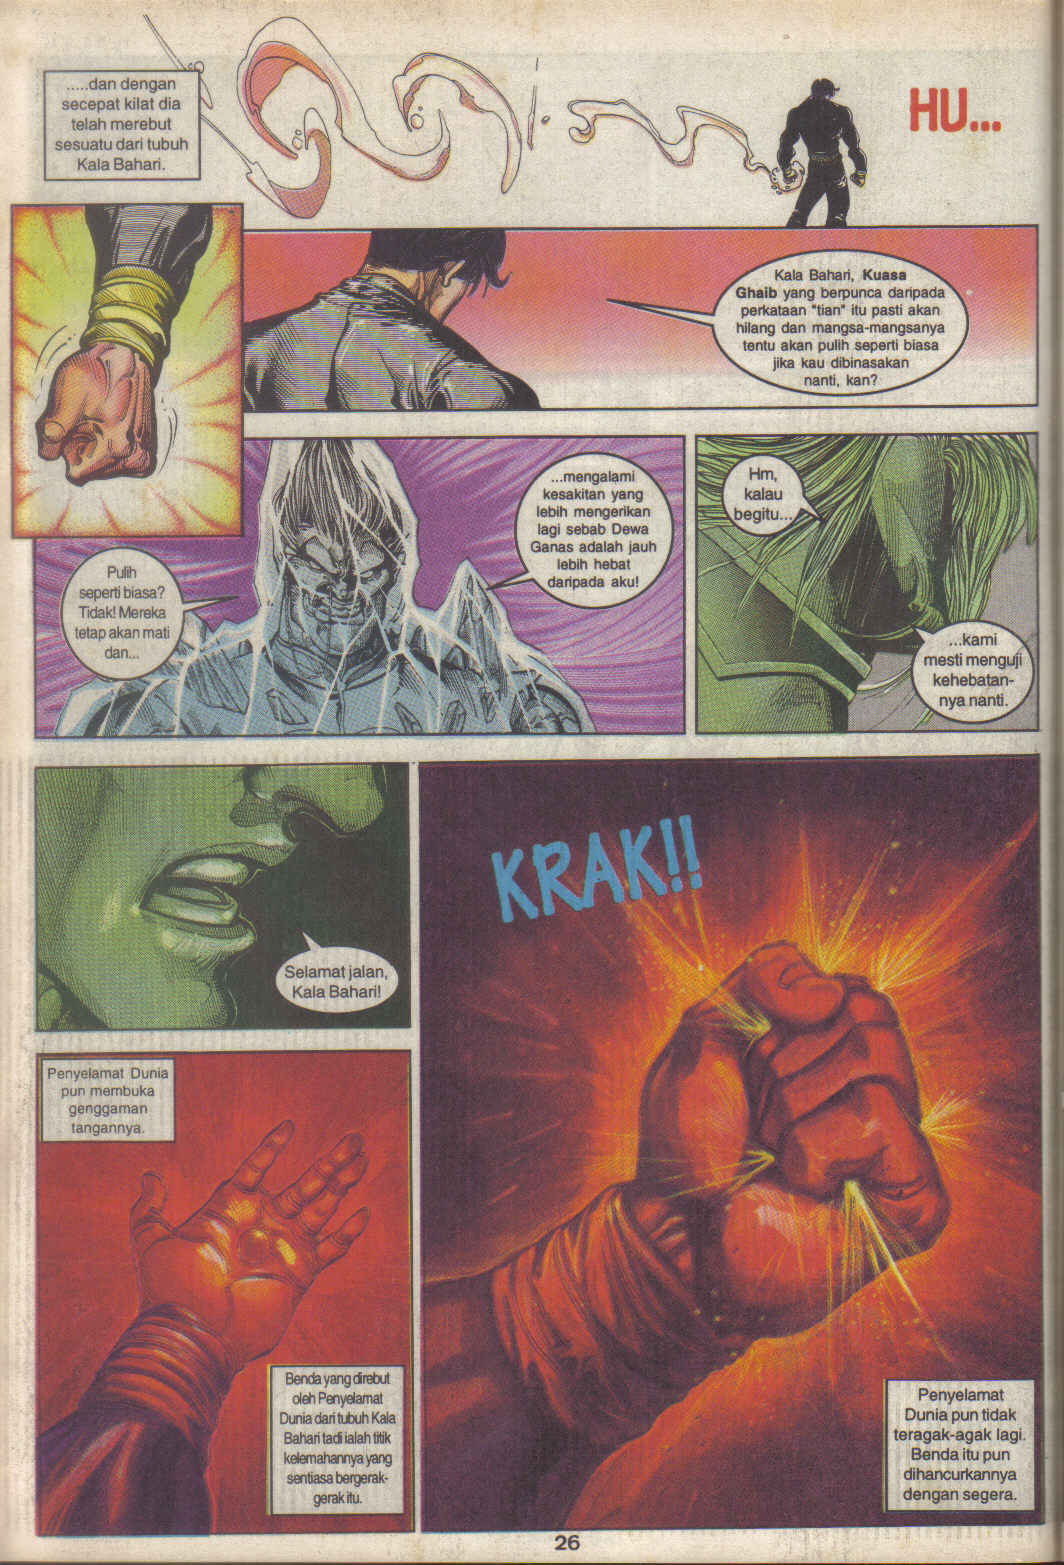 .....dan dengan
secepat kilat dia
telah merebut
sesuatu dari tubuh
Kala Bahari.
HU...
Kala Bahari, Kuasa
Ghaib yang berpunca daripada
perkataan "tian" itu pasti akan
hilang dan mangsa-mangsanya
tentu akan pulih seperti biasa
jika kau dibinasakan
nanti, kan?
Pulih
seperti biasa?
Tidak! Mereka
tetap akan mati
dan...
...mengalami
kesakitan yang
lebih mengerikan
lagi sebab Dewa
Ganas adalah jauh
lebih hebat
daripada aku!
Hm,
kalau
begitu...
...kami
mesti menguji
kehebatan-
nya nanti.
Selamat jalan,
Kala Bahari!
KRAK!!
Penyelamat Dunia
pun membuka
genggaman
tangannya.
Benda yang direbut
oleh Penyelamat
Dunia dari tubuh Kala
Bahari tadi ialah titik
kelemahannya yang
sentiasa bergerak-
gerak itu.
Penyelamat
Dunia pun tidak
teragak-agak lagi.
Benda itu pun
dihancurkannya
dengan segera.
26